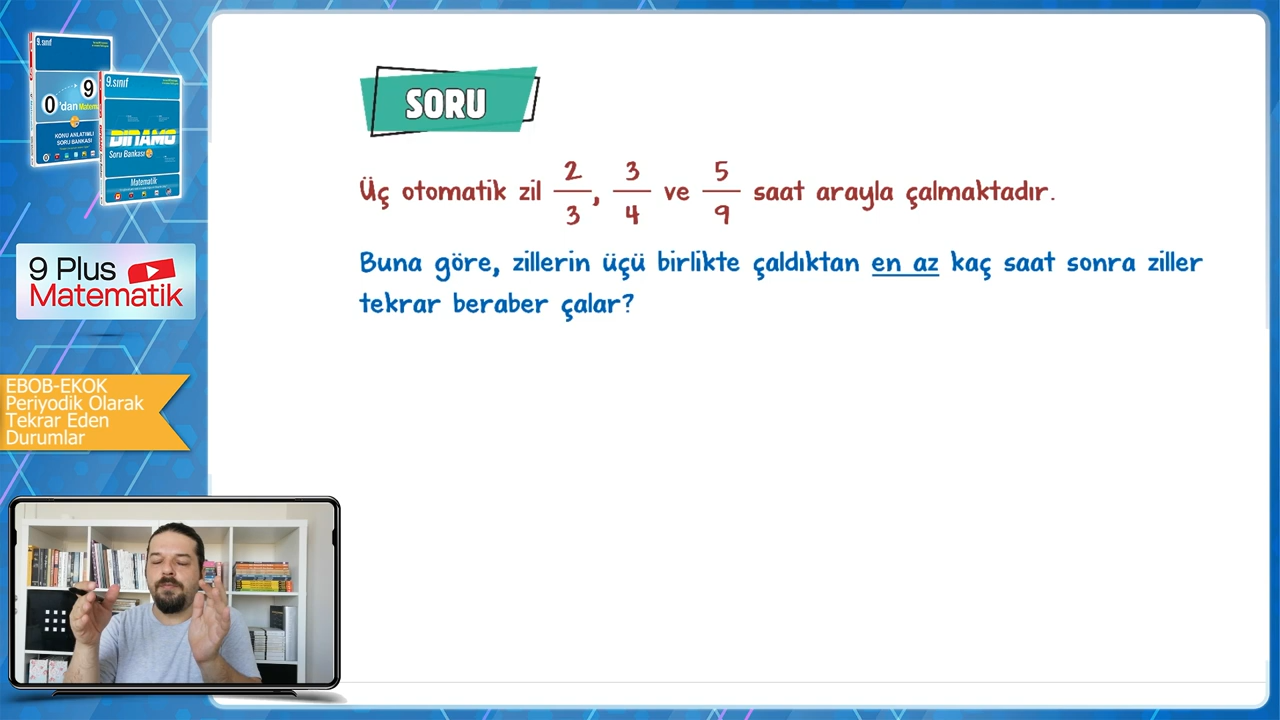 9.sınıf
0'dan 9
Matem
KONU ANLATIMLI
SORU BANKASI
9.sınıf
DİNAMO
Soru Bankası
Matematik
9 Plus
Matematik
EBOB-EKOK
Periyodik Olarak
Tekrar Eden
Durumlar
SORU
Üç otomatik zil 2/3, 3/4 ve 5/9 saat arayla çalmaktadır.
Buna göre, zillerin üçü birlikte çaldıktan en az kaç saat sonra ziller
tekrar beraber çalar?